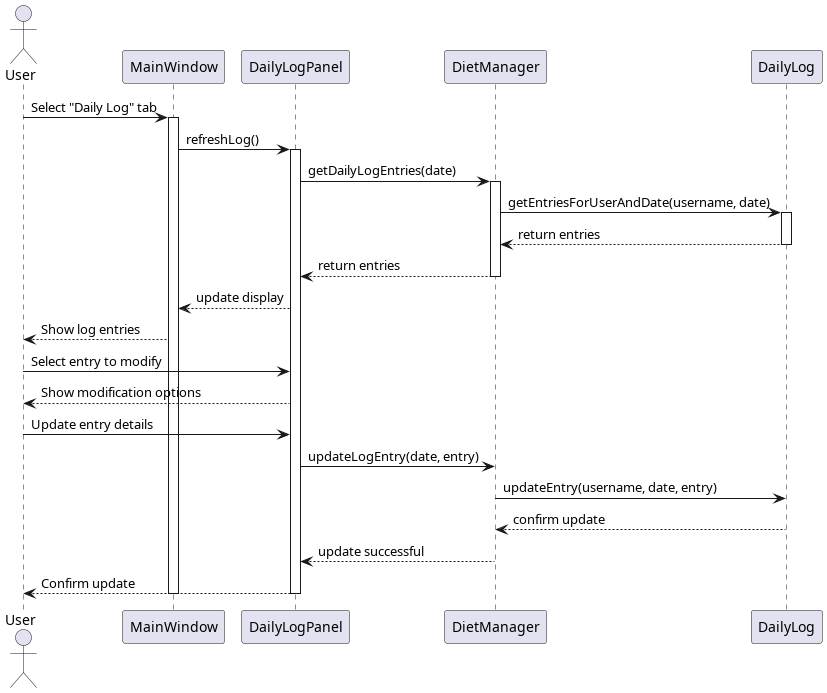 User
MainWindow
DailyLogPanel
DietManager
DailyLog
Select "Daily Log" tab
refreshLog()
getDailyLogEntries(date)
getEntriesForUserAndDate(username, date)
return entries
return entries
update display
Show log entries
Select entry to modify
Show modification options
Update entry details
updateLogEntry(date, entry)
updateEntry(username, date, entry)
confirm update
update successful
Confirm update
User
MainWindow
DailyLogPanel
DietManager
DailyLog